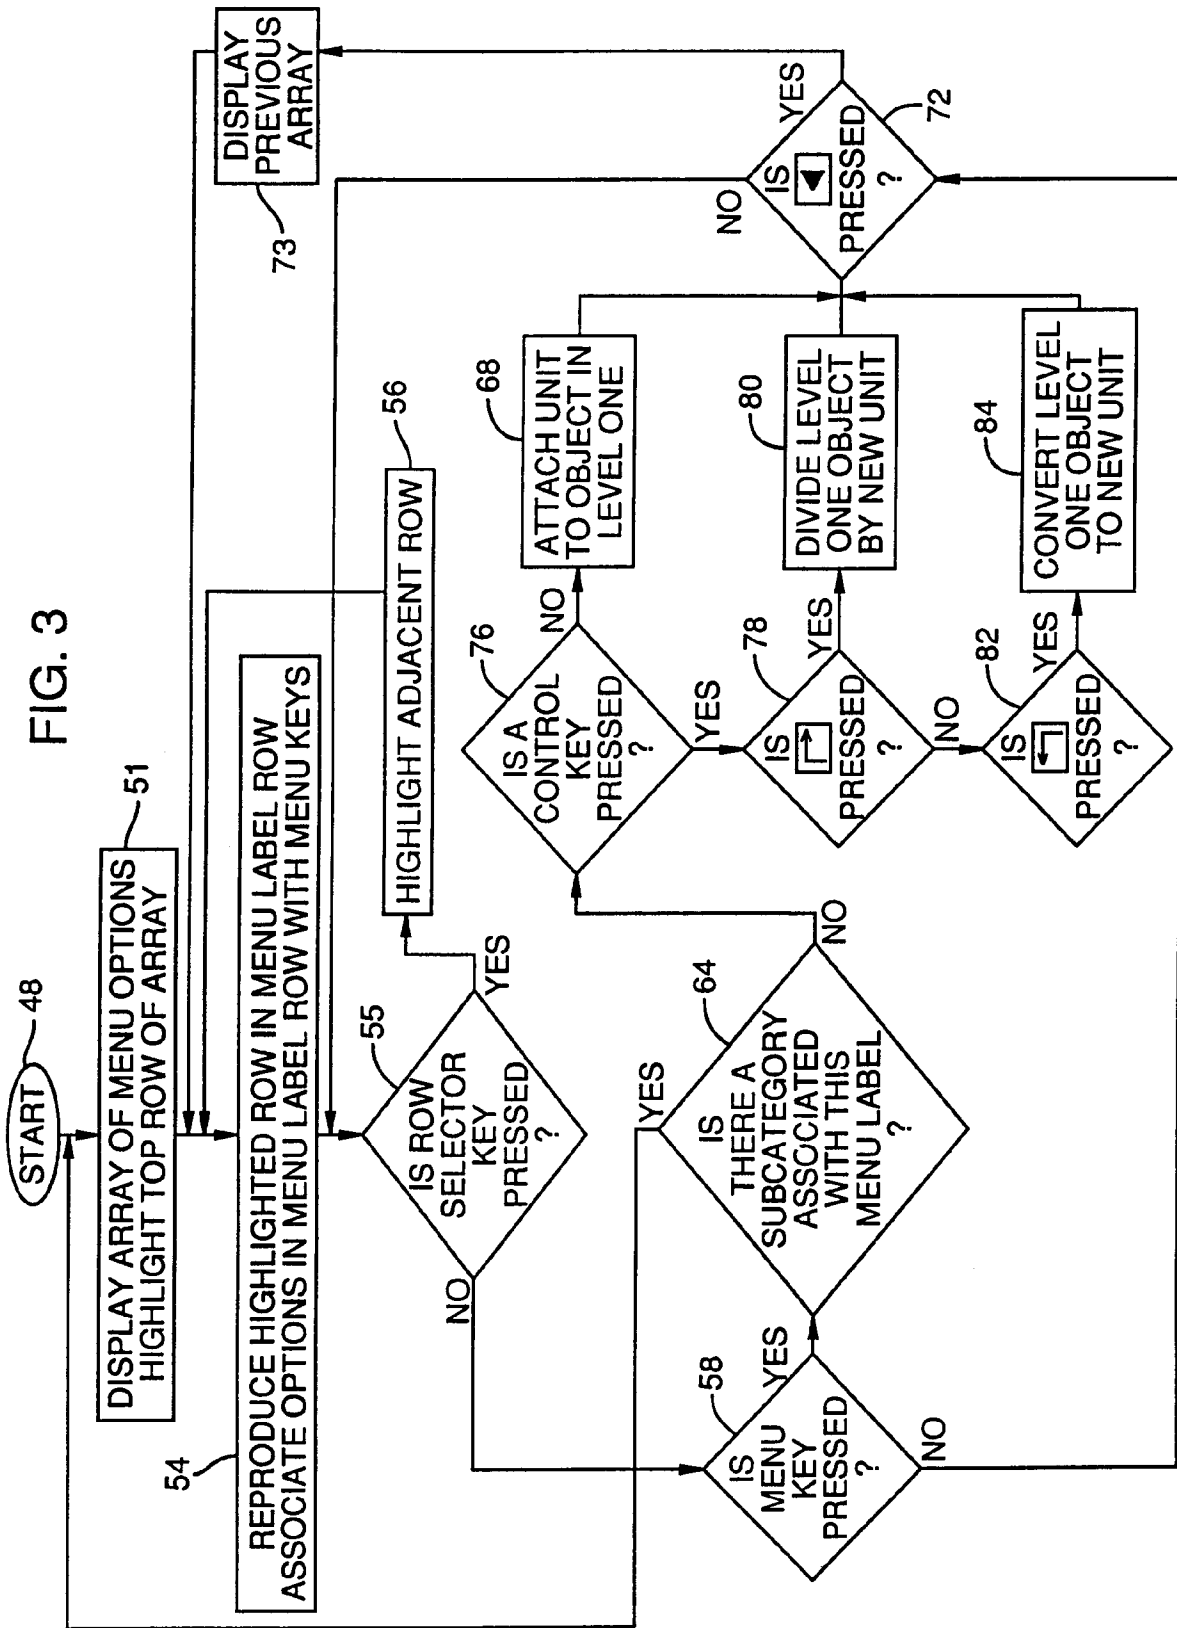 FIG. 3
START
48
DISPLAY ARRAY OF MENU OPTIONS
HIGHLIGHT TOP ROW OF ARRAY
51
REPRODUCE HIGHLIGHTED ROW IN MENU LABEL ROW
ASSOCIATE OPTIONS IN MENU LABEL ROW WITH MENU KEYS
54
IS ROW
SELECTOR
KEY
PRESSED
?
55
YES
NO
HIGHLIGHT ADJACENT ROW
56
IS
MENU
KEY
PRESSED
?
58
YES
NO
IS
THERE A
SUBCATEGORY
ASSOCIATED
WITH THIS
MENU LABEL
?
64
YES
NO
IS A
CONTROL
KEY
PRESSED
?
76
NO
YES
ATTACH UNIT
TO OBJECT IN
LEVEL ONE
68
IS
PRESSED
?
78
YES
NO
DIVIDE LEVEL
ONE OBJECT
BY NEW UNIT
80
IS
PRESSED
?
82
YES
CONVERT LEVEL
ONE OBJECT
TO NEW UNIT
84
IS
PRESSED
?
72
NO
YES
DISPLAY
PREVIOUS
ARRAY
73